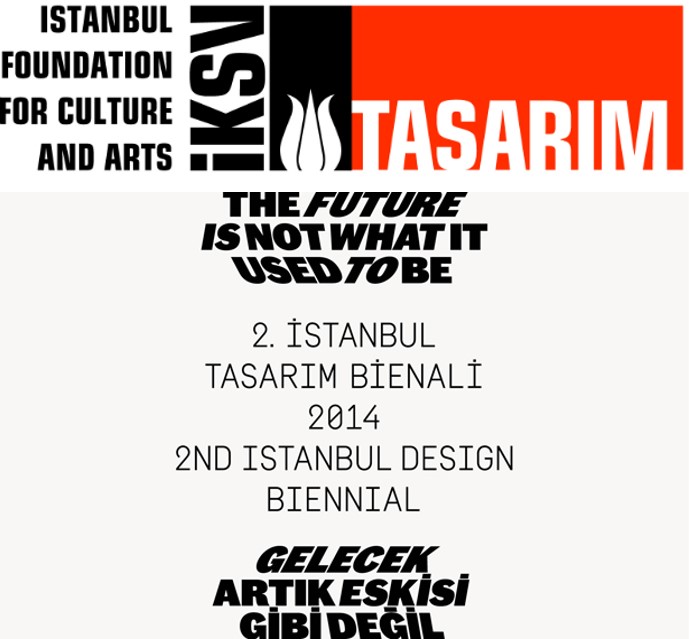 ISTANBUL
FOUNDATION
FOR CULTURE
AND ARTS
İKSV
TASARIM
THE FUTURE
IS NOT WHAT IT
USED TO BE
2. İSTANBUL
TASARIM BİENALİ
2014
2ND ISTANBUL DESIGN
BIENNIAL
GELECEK
ARTIK ESKİSİ
GİBİ DEĞİL